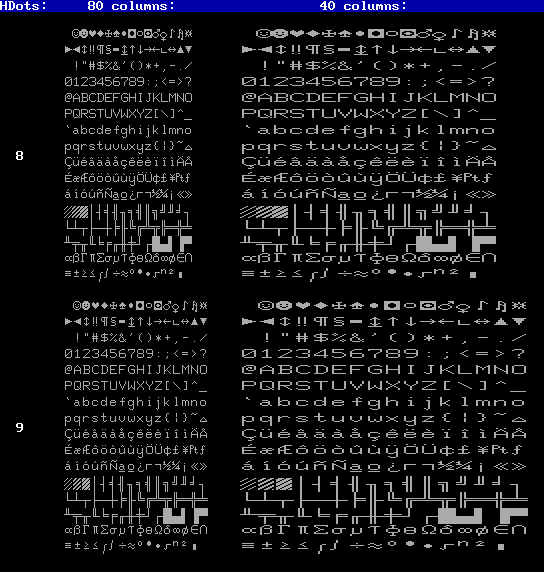 HDots: 80 columns: 40 columns:
☺☻♥♦♣♠•◘○◙♂♀♪♫☼ ☺☻♥♦♣♠•◘○◙♂♀♪♫☼
►◄↕‼¶§▬↨↑↓→←∟↔▲▼ ►◄↕‼¶§▬↨↑↓→←∟↔▲▼
!"#$%&'()*+,-./ !"#$%&'()*+,-./
0123456789:;<=>? 0123456789:;<=>?
@ABCDEFGHIJKLMNO @ABCDEFGHIJKLMNO
PQRSTUVWXYZ[\]^_ PQRSTUVWXYZ[\]^_
`abcdefghijklmno `abcdefghijklmno
pqrstuvwxyz{|}~⌂ pqrstuvwxyz{|}~⌂
8
ÇüéâäàåçêëèïîìÄÅ ÇüéâäàåçêëèïîìÄÅ
ÉæÆôöòûùÿÖÜ¢£¥₧ƒ ÉæÆôöòûùÿÖÜ¢£¥₧ƒ
áíóúñÑªº¿⌐¬½¼¡«» áíóúñÑªº¿⌐¬½¼¡«»
░▒▓│┤╡╢╖╕╣║╗╝╜╛┐ ░▒▓│┤╡╢╖╕╣║╗╝╜╛┐
└┴┬├─┼╞╟╚╔╩╦╠═╬╧ └┴┬├─┼╞╟╚╔╩╦╠═╬╧
╨╤╥╙╘╒╓╫╪┘┌█▄▌▐▀ ╨╤╥╙╘╒╓╫╪┘┌█▄▌▐▀
αßΓπΣσµτΦΘΩδ∞φε∩ αßΓπΣσµτΦΘΩδ∞φε∩
≡±≥≤⌠⌡÷≈°∙·√ⁿ²■ ≡±≥≤⌠⌡÷≈°∙·√ⁿ²■
☺☻♥♦♣♠•◘○◙♂♀♪♫☼ ☺☻♥♦♣♠•◘○◙♂♀♪♫☼
►◄↕‼¶§▬↨↑↓→←∟↔▲▼ ►◄↕‼¶§▬↨↑↓→←∟↔▲▼
!"#$%&'()*+,-./ !"#$%&'()*+,-./
0123456789:;<=>? 0123456789:;<=>?
@ABCDEFGHIJKLMNO @ABCDEFGHIJKLMNO
PQRSTUVWXYZ[\]^_ PQRSTUVWXYZ[\]^_
`abcdefghijklmno `abcdefghijklmno
pqrstuvwxyz{|}~⌂ pqrstuvwxyz{|}~⌂
9
ÇüéâäàåçêëèïîìÄÅ ÇüéâäàåçêëèïîìÄÅ
ÉæÆôöòûùÿÖÜ¢£¥₧ƒ ÉæÆôöòûùÿÖÜ¢£¥₧ƒ
áíóúñÑªº¿⌐¬½¼¡«» áíóúñÑªº¿⌐¬½¼¡«»
░▒▓│┤╡╢╖╕╣║╗╝╜╛┐ ░▒▓│┤╡╢╖╕╣║╗╝╜╛┐
└┴┬├─┼╞╟╚╔╩╦╠═╬╧ └┴┬├─┼╞╟╚╔╩╦╠═╬╧
╨╤╥╙╘╒╓╫╪┘┌█▄▌▐▀ ╨╤╥╙╘╒╓╫╪┘┌█▄▌▐▀
αßΓπΣσµτΦΘΩδ∞φε∩ αßΓπΣσµτΦΘΩδ∞φε∩
≡±≥≤⌠⌡÷≈°∙·√ⁿ²■ ≡±≥≤⌠⌡÷≈°∙·√ⁿ²■